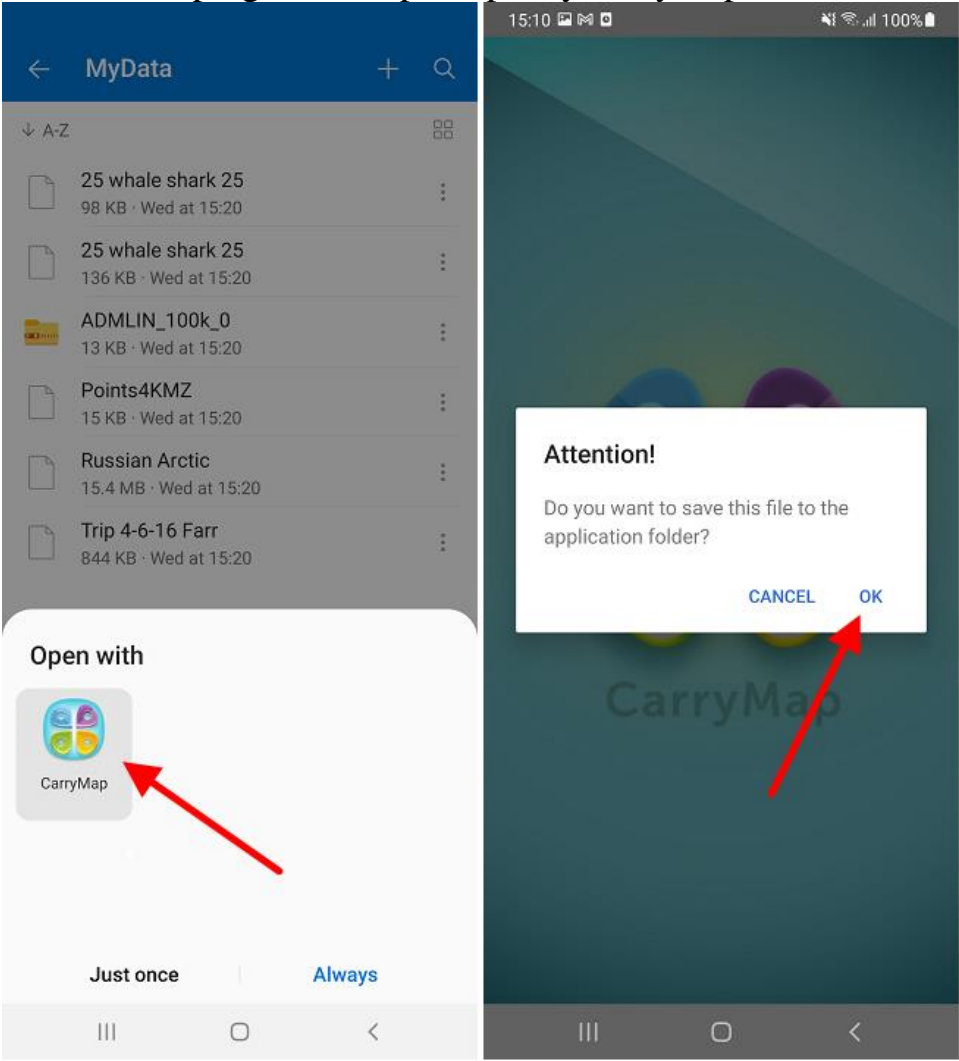 MyData
A-Z
25 whale shark 25
98 KB · Wed at 15:20
25 whale shark 25
136 KB · Wed at 15:20
ADMLIN_100k_0
13 KB · Wed at 15:20
Points4KMZ
15 KB · Wed at 15:20
Russian Arctic
15.4 MB · Wed at 15:20
Trip 4-6-16 Farr
844 KB · Wed at 15:20
Open with
CarryMap
Just once
Always
15:10
100%
Attention!
Do you want to save this file to the
application folder?
CANCEL OK
CarryMap